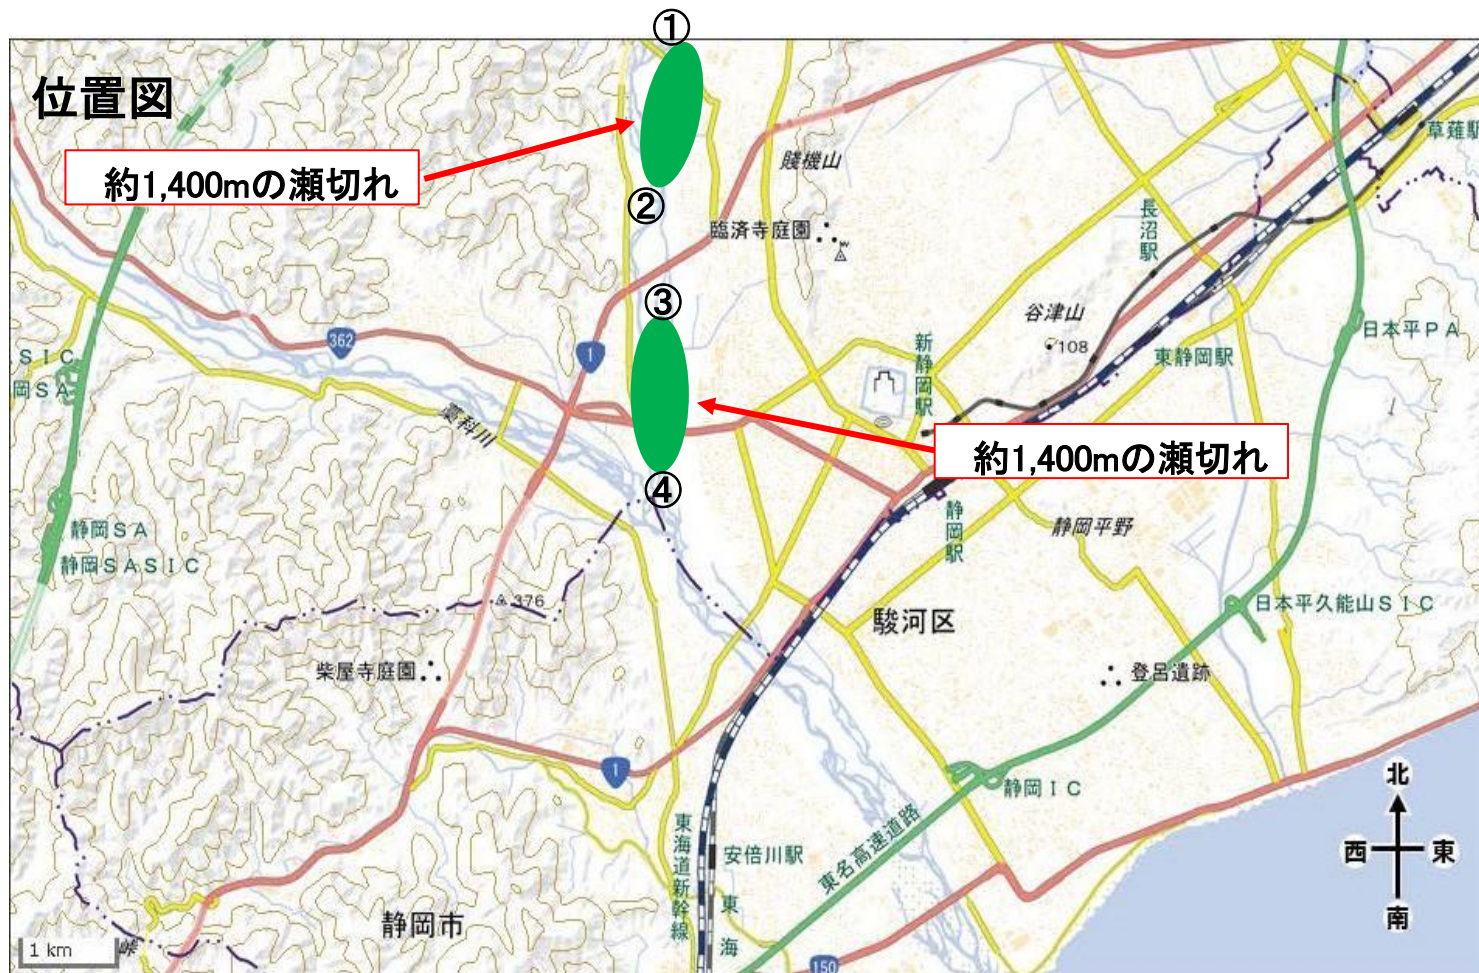 ①
位置図
草薙駅
約1,400mの瀬切れ
賤機山
②
長沼駅
臨済寺庭園
③
谷津山
108
日本平PA
362
1
新静岡駅
東静岡駅
SIC
岡SA
藁科川
約1,400mの瀬切れ
④
静岡駅
静岡平野
静岡SA
静岡SASIC
376
駿河区
日本平久能山SIC
柴屋寺庭園
登呂遺跡
1
静岡IC
北
西
東
南
東海道新幹線
安倍川駅
東名高速道路
静岡市
東海
1 km
峠
150